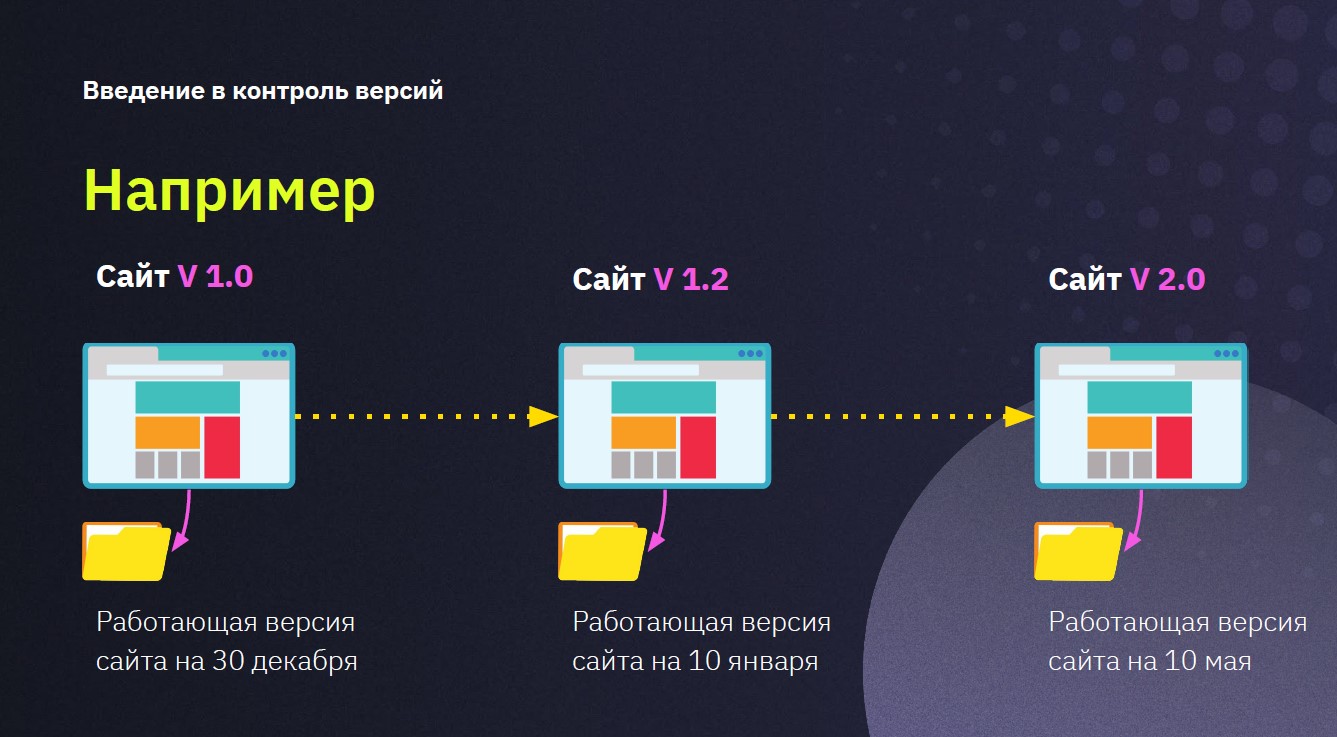 Введение в контроль версий
Например
Сайт V 1.0
Сайт V 1.2
Сайт V 2.0
Работающая версия
сайта на 30 декабря
Работающая версия
сайта на 10 января
Работающая версия
сайта на 10 мая